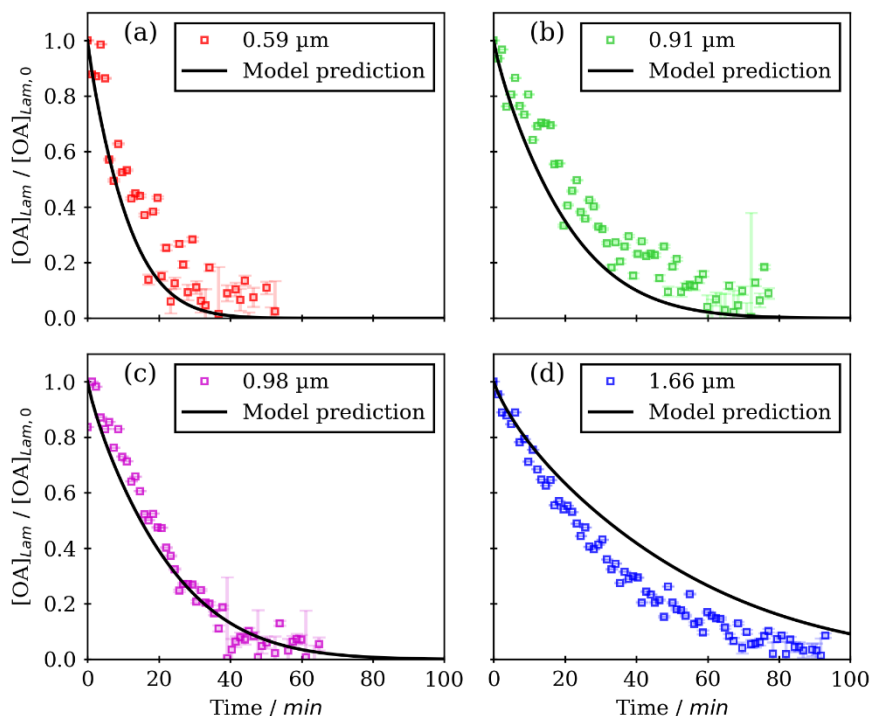 (a)
0.59 µm
Model prediction
[OA]Lam / [OA]Lam, 0
1.0
0.8
0.6
0.4
0.2
0.0
(b)
0.91 µm
Model prediction
(c)
0.98 µm
Model prediction
[OA]Lam / [OA]Lam, 0
1.0
0.8
0.6
0.4
0.2
0.0
0 20 40 60 80 100
Time / min
(d)
1.66 µm
Model prediction
0 20 40 60 80 100
Time / min